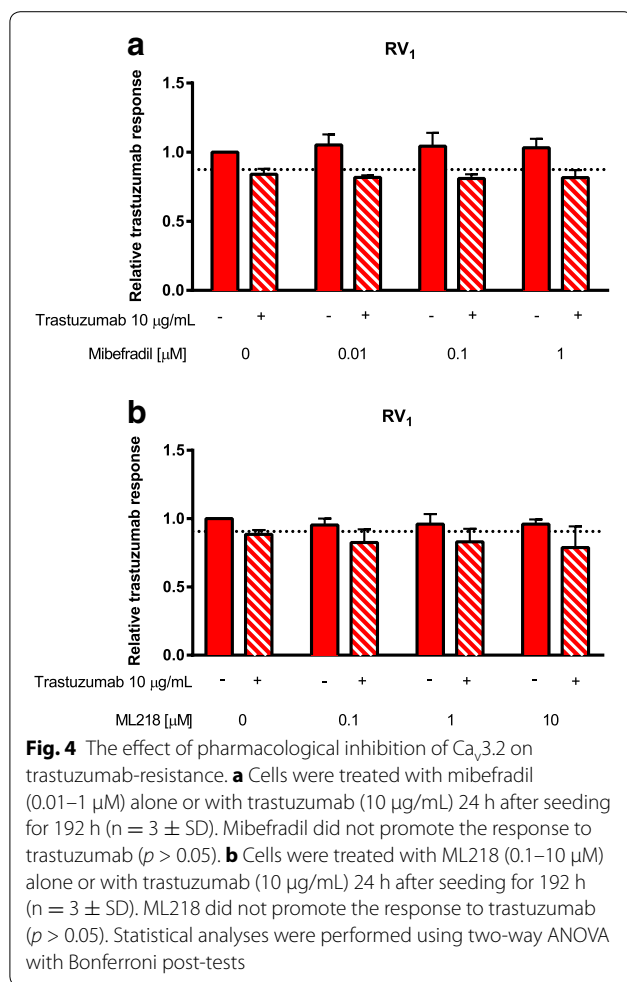 a
RV1
Relative trastuzumab response
1.5
1.0
0.5
0.0
Trastuzumab 10 μg/mL - + - + - + - +
Mibefradil [μM] 0 0.01 0.1 1
b
RV1
Relative trastuzumab response
1.5
1.0
0.5
0.0
Trastuzumab 10 μg/mL - + - + - + - +
ML218 [μM] 0 0.1 1 10
Fig. 4 The effect of pharmacological inhibition of Cav3.2 on
trastuzumab-resistance. a Cells were treated with mibefradil
(0.01–1 μM) alone or with trastuzumab (10 μg/mL) 24 h after seeding
for 192 h (n = 3 ± SD). Mibefradil did not promote the response to
trastuzumab (p > 0.05). b Cells were treated with ML218 (0.1–10 μM)
alone or with trastuzumab (10 μg/mL) 24 h after seeding for 192 h
(n = 3 ± SD). ML218 did not promote the response to trastuzumab
(p > 0.05). Statistical analyses were performed using two-way ANOVA
with Bonferroni post-tests